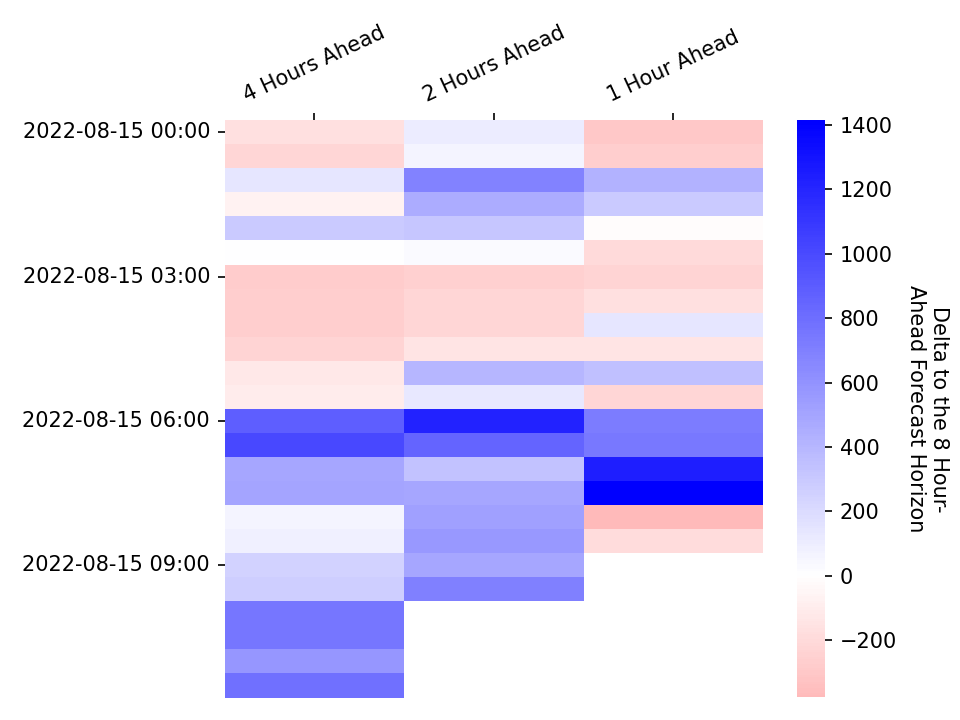 4 Hours Ahead
2 Hours Ahead
1 Hour Ahead
2022-08-15 00:00
2022-08-15 03:00
2022-08-15 06:00
2022-08-15 09:00
1400
1200
1000
800
600
400
200
0
−200
Delta to the 8 Hour-
Ahead Forecast Horizon